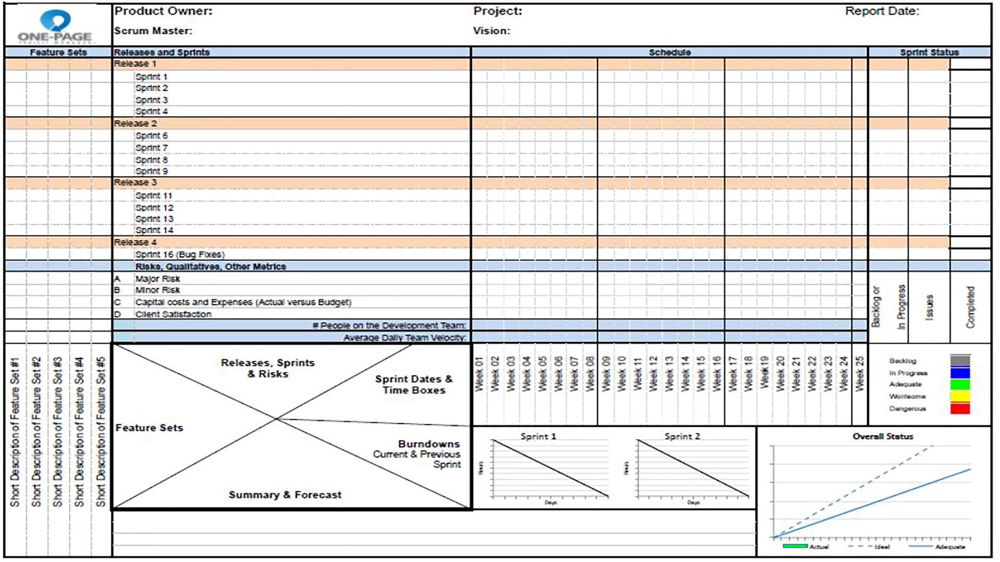 ONE-PAGE
Product Owner:
Project:
Report Date:
Scrum Master:
Vision:
Feature Sets
Releases and Sprints
Schedule
Sprint Status
Release 1
Sprint 1
Sprint 2
Sprint 3
Sprint 4
Release 2
Sprint 6
Sprint 7
Sprint 8
Sprint 9
Release 3
Sprint 11
Sprint 12
Sprint 13
Sprint 14
Release 4
Sprint 16 (Bug Fixes)
Risks, Qualitatives, Other Metrics
A Major Risk
B Minor Risk
C Capital costs and Expenses (Actual versus Budget)
D Client Satisfaction
# People on the Development Team:
Average Daily Team Velocity:
Backlog or
In Progress
Issues
Completed
Short Description of Feature Set #1
Short Description of Feature Set #2
Short Description of Feature Set #3
Short Description of Feature Set #4
Short Description of Feature Set #5
Releases, Sprints
& Risks
Sprint Dates &
Time Boxes
Feature Sets
Burndowns
Current & Previous
Sprint
Summary & Forecast
Week 01
Week 02
Week 03
Week 04
Week 05
Week 06
Week 07
Week 08
Week 09
Week 10
Week 11
Week 12
Week 13
Week 14
Week 15
Week 16
Week 17
Week 18
Week19
Week 20
Week 21
Week 22
Week 23
Week 24
Week 25
Backlog
In Progress
Adequate
Worrisome
Dangerous
Sprint 1
Hours
Days
Sprint 2
Hours
Days
Overall Status
Actual
Ideal
Adequate